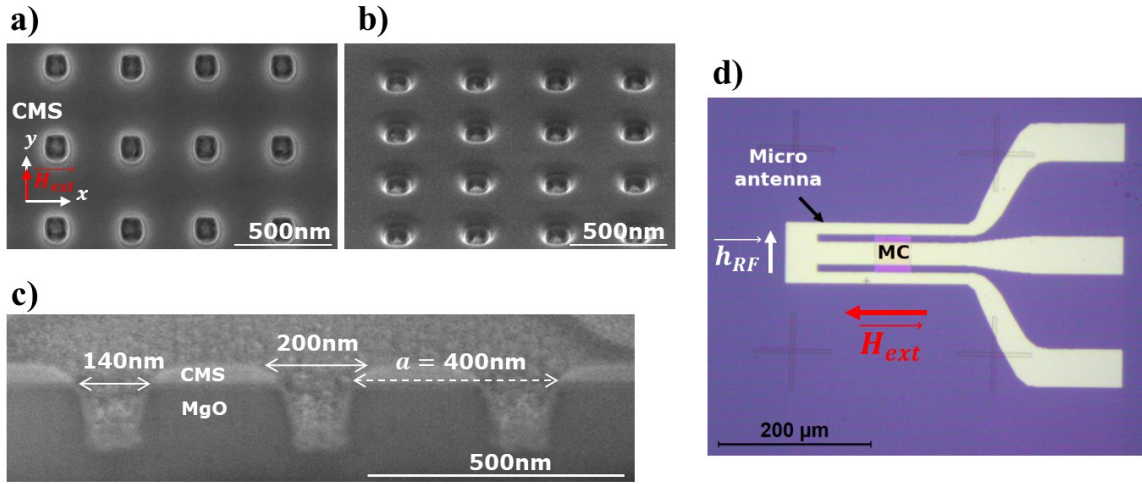 a)
CMS
y
H_ext
x
500nm
b)
500nm
c)
140nm
200nm
CMS
a = 400nm
MgO
500nm
d)
Micro
antenna
MC
h_RF
H_ext
200 µm